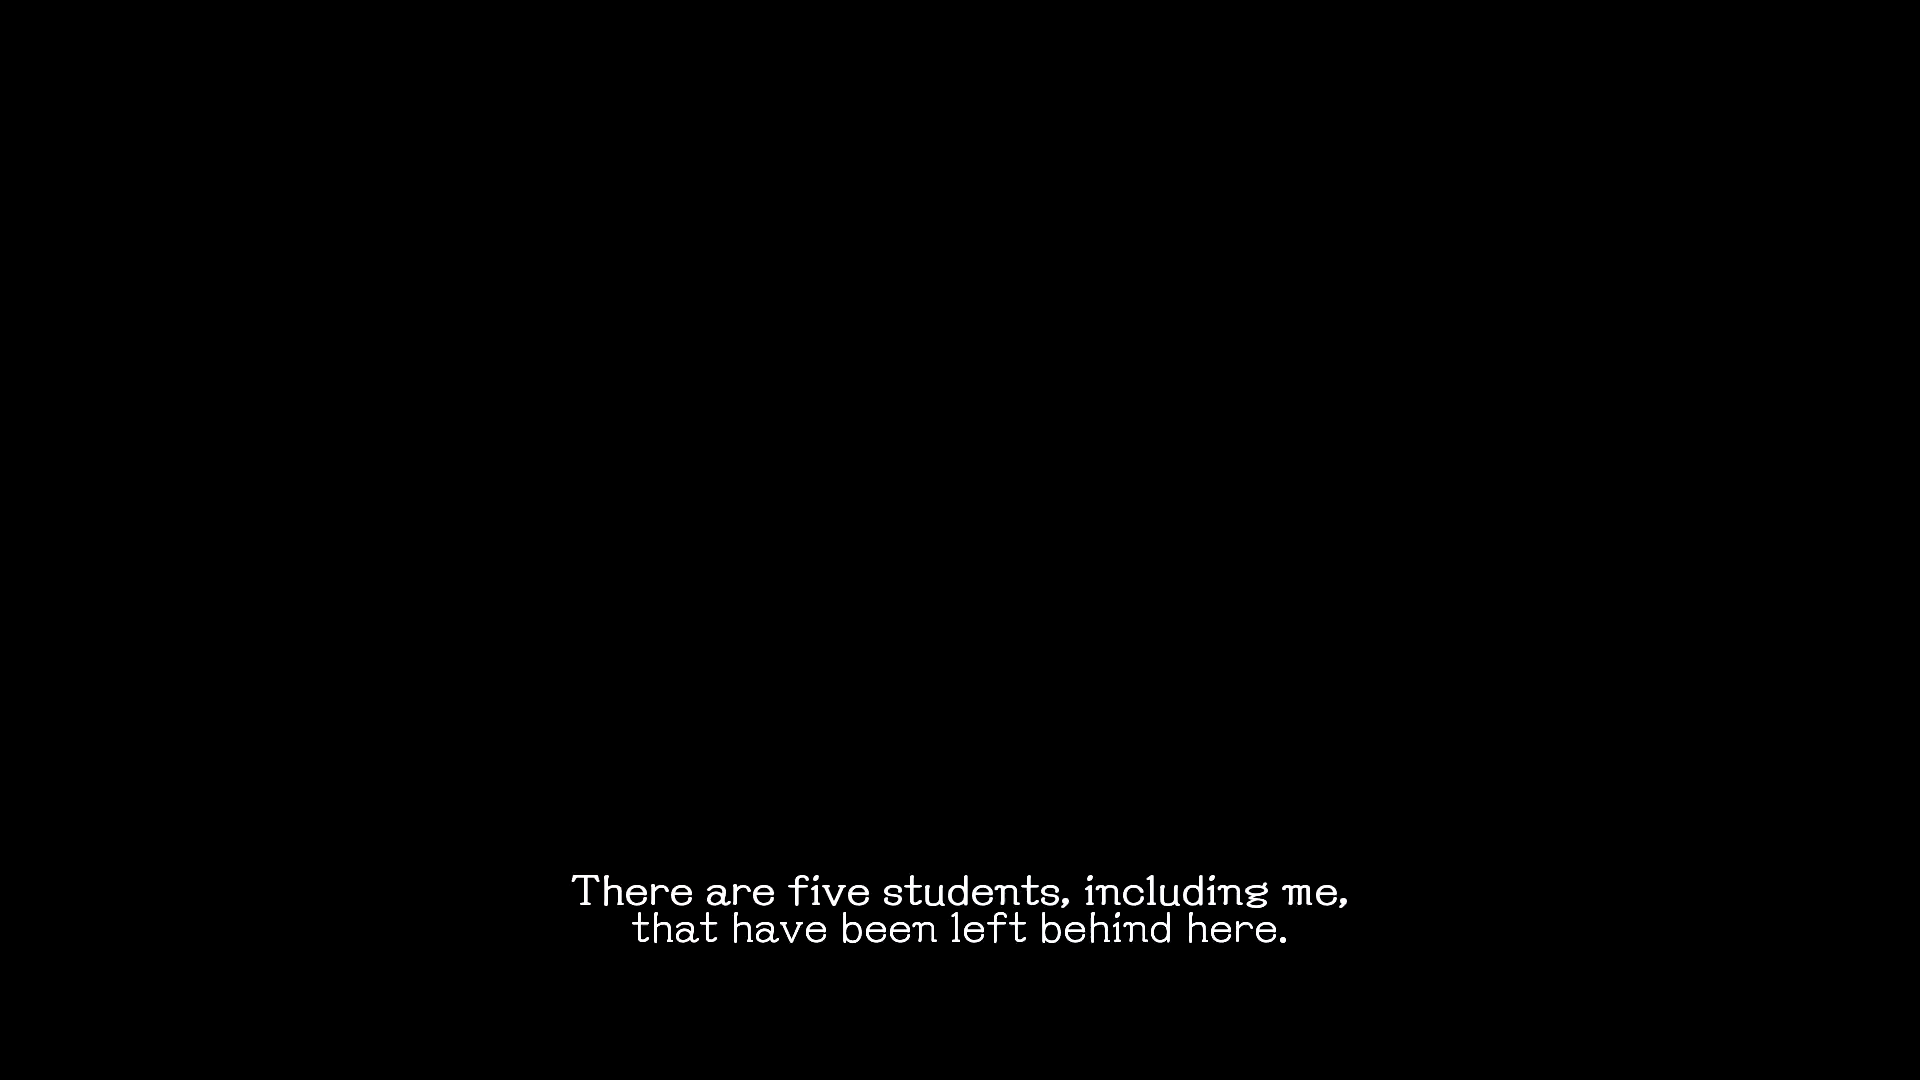 There are five students, including me,
that have been left behind here.